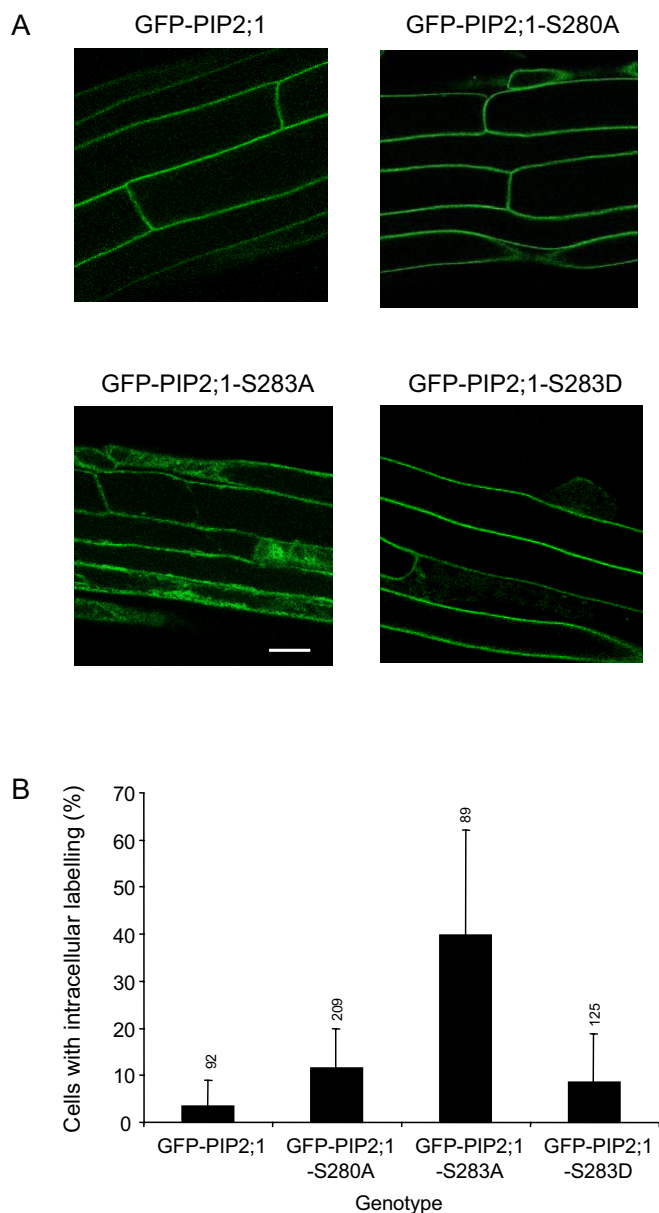 A
GFP-PIP2;1
GFP-PIP2;1-S280A
GFP-PIP2;1-S283A
GFP-PIP2;1-S283D
B
Cells with intracellular labelling (%)
70
60
50
40
30
20
10
0
92
209
89
125
GFP-PIP2;1
GFP-PIP2;1
-S280A
GFP-PIP2;1
-S283A
GFP-PIP2;1
-S283D
Genotype